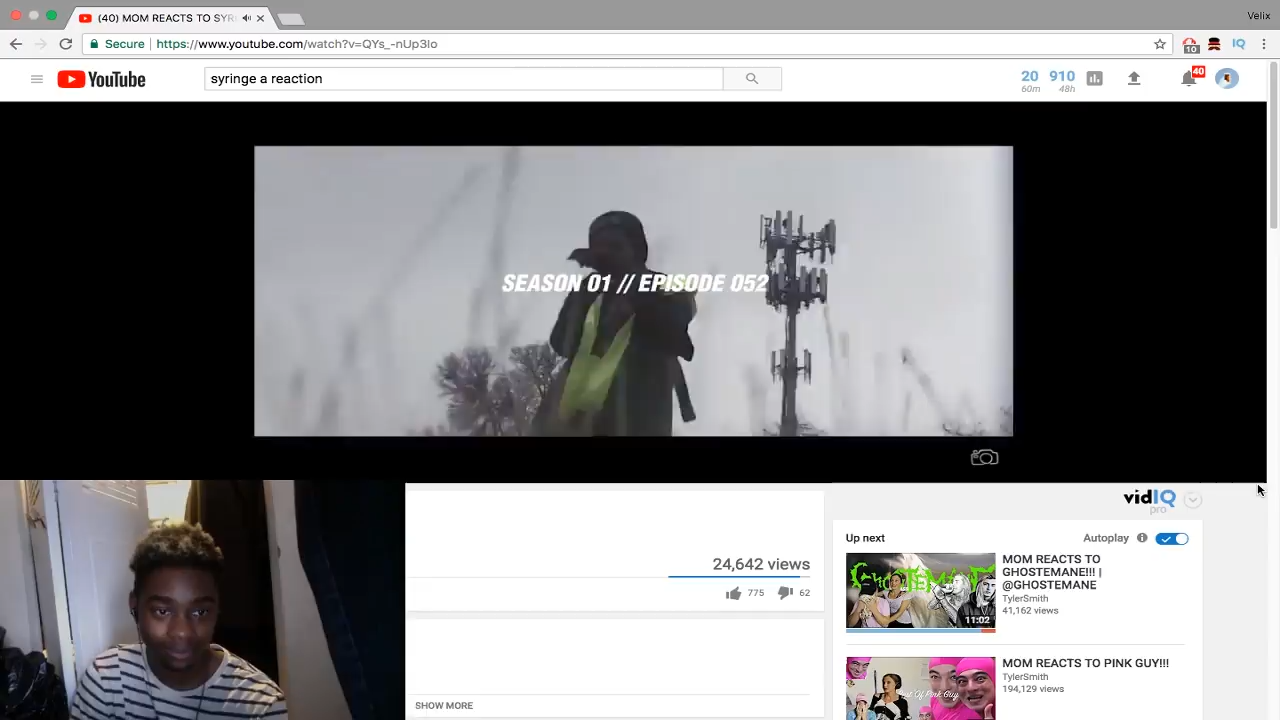 (40) MOM REACTS TO SYR
Velix
Secure
https://www.youtube.com/watch?v=QYs_-nUp3Io
10
IQ
YouTube
syringe a reaction
20
60m
910
48h
40
SEASON 01 // EPISODE 052
vidIQ
pro
24,642 views
775
62
SHOW MORE
Up next
Autoplay
MOM REACTS TO
GHOSTEMANE!!! |
@GHOSTEMANE
TylerSmith
41,162 views
11:02
MOM REACTS TO PINK GUY!!!
TylerSmith
194,129 views